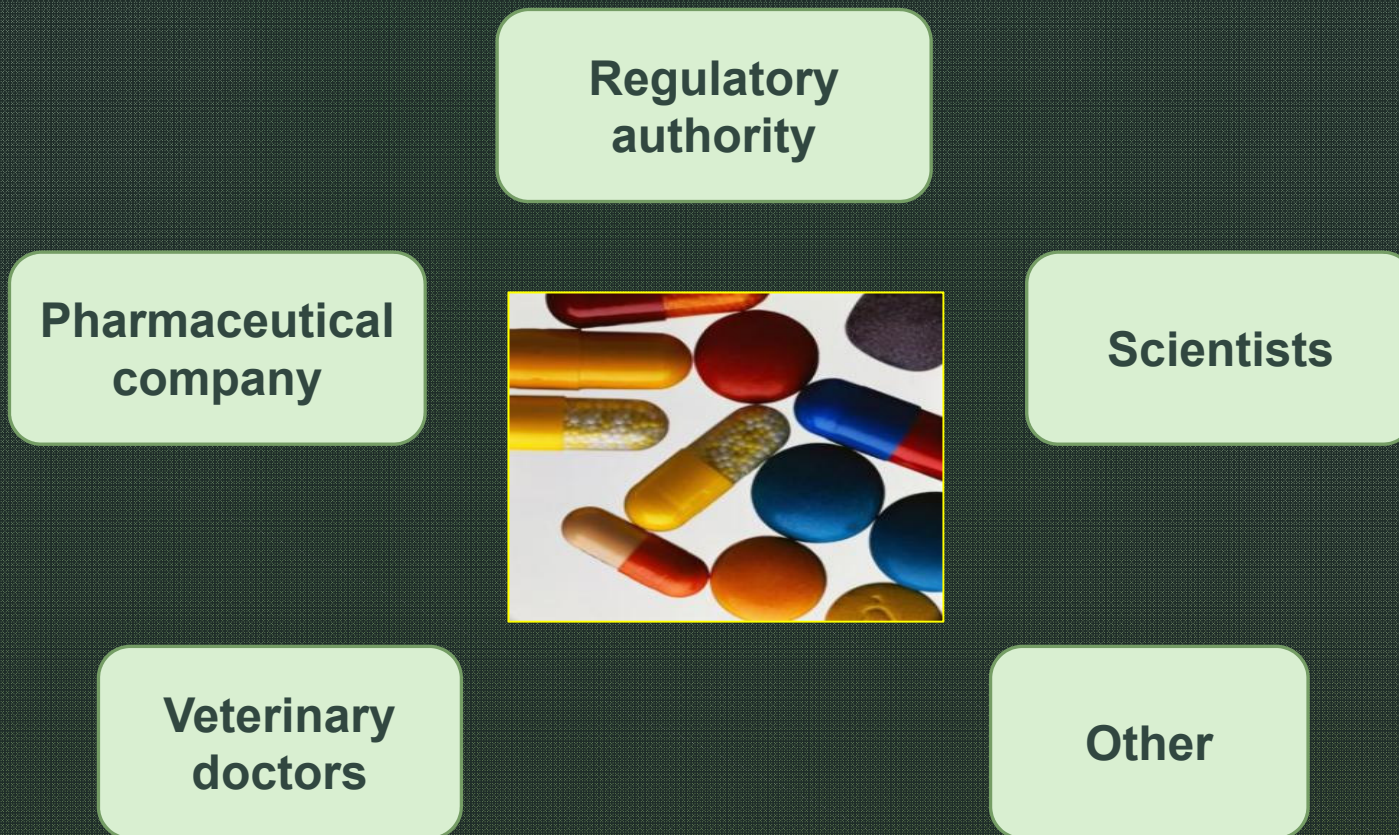 Regulatory
authority
Pharmaceutical
company
Scientists
Veterinary
doctors
Other